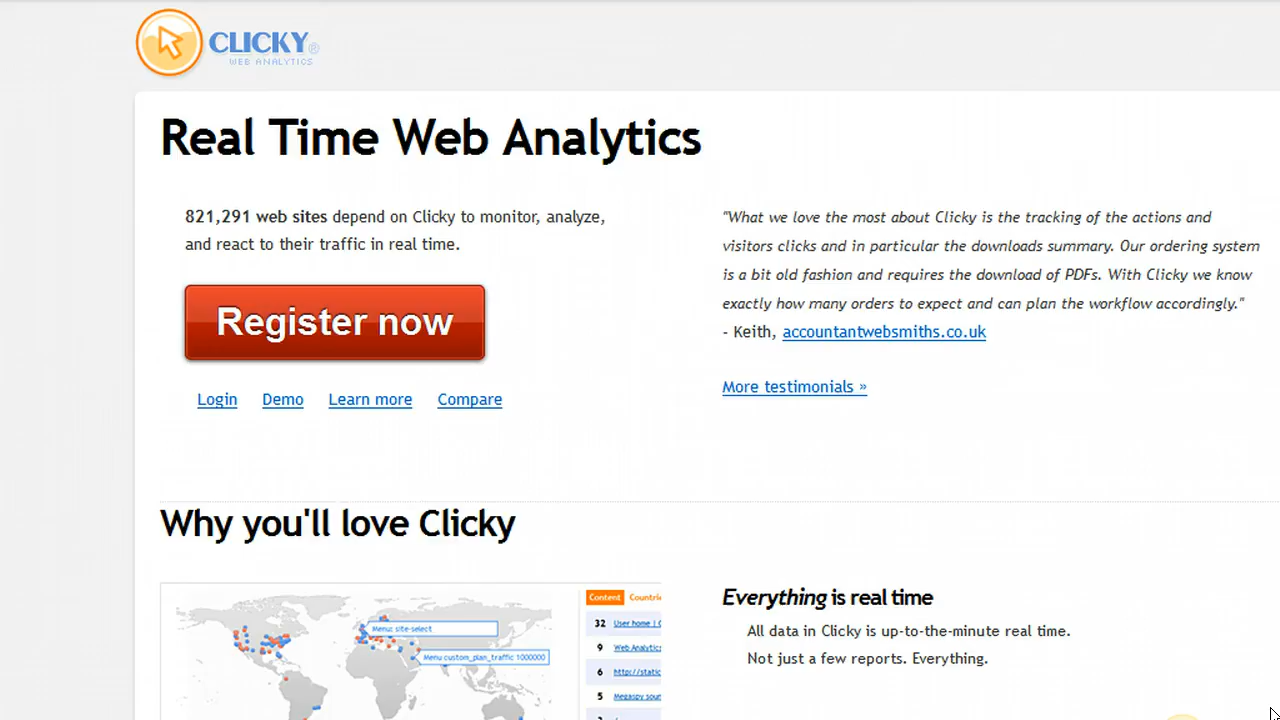 CLICKY®
WEB ANALYTICS
Real Time Web Analytics
821,291 web sites depend on Clicky to monitor, analyze,
and react to their traffic in real time.
Register now
Login Demo Learn more Compare
"What we love the most about Clicky is the tracking of the actions and
visitors clicks and in particular the downloads summary. Our ordering system
is a bit old fashion and requires the download of PDFs. With Clicky we know
exactly how many orders to expect and can plan the workflow accordingly."
- Keith, accountantwebsmiths.co.uk
More testimonials »
Why you'll love Clicky
Menu: site-select
Menu custom_plan_traffic 1000000
Content Countri
32 User home | C
9 Web Analytics
6 http://static
5 Megaspy sour
Everything is real time
All data in Clicky is up-to-the-minute real time.
Not just a few reports. Everything.